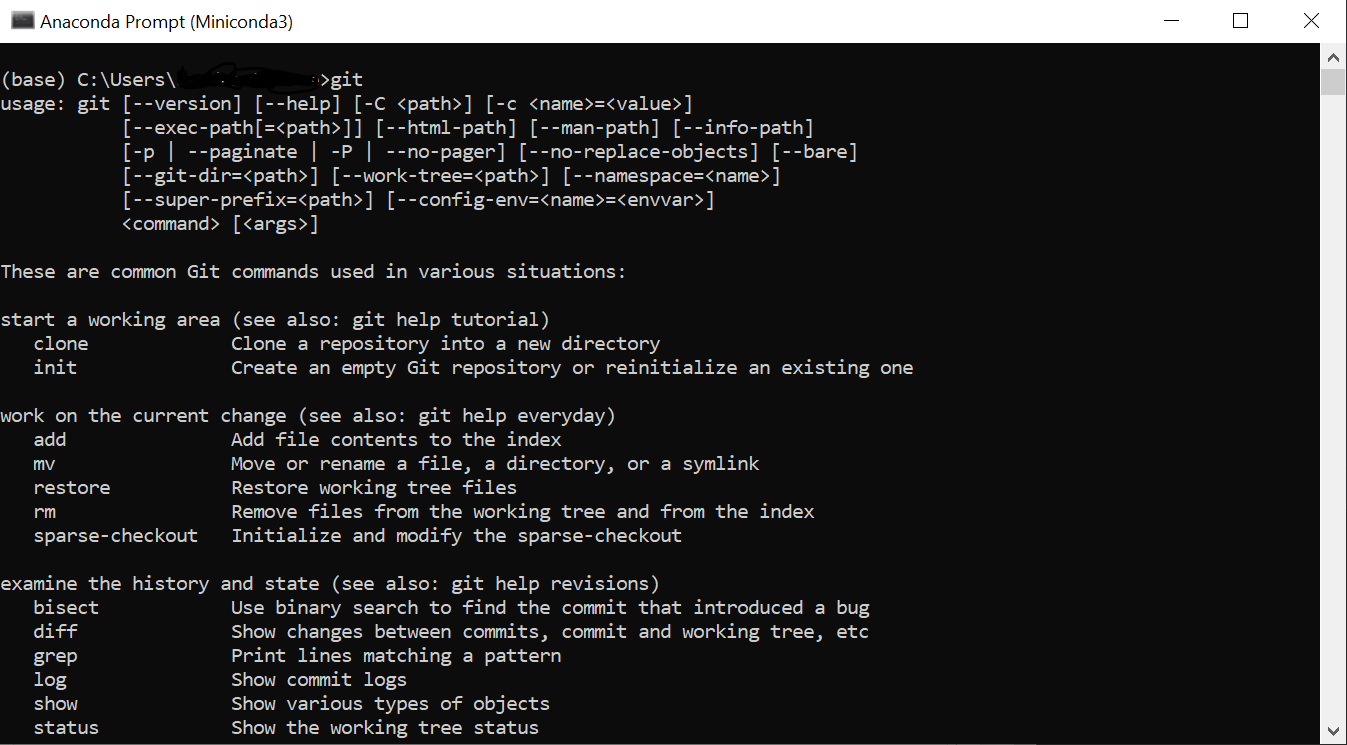 Anaconda Prompt (Miniconda3)
(base) C:\Users\ >git
usage: git [--version] [--help] [-C <path>] [-c <name>=<value>]
[--exec-path[=<path>]] [--html-path] [--man-path] [--info-path]
[-p | --paginate | -P | --no-pager] [--no-replace-objects] [--bare]
[--git-dir=<path>] [--work-tree=<path>] [--namespace=<name>]
[--super-prefix=<path>] [--config-env=<name>=<envvar>]
<command> [<args>]
These are common Git commands used in various situations:
start a working area (see also: git help tutorial)
clone Clone a repository into a new directory
init Create an empty Git repository or reinitialize an existing one
work on the current change (see also: git help everyday)
add Add file contents to the index
mv Move or rename a file, a directory, or a symlink
restore Restore working tree files
rm Remove files from the working tree and from the index
sparse-checkout Initialize and modify the sparse-checkout
examine the history and state (see also: git help revisions)
bisect Use binary search to find the commit that introduced a bug
diff Show changes between commits, commit and working tree, etc
grep Print lines matching a pattern
log Show commit logs
show Show various types of objects
status Show the working tree status